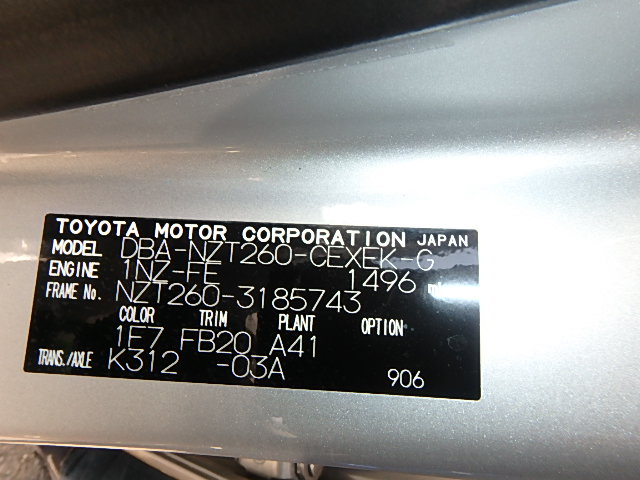 TOYOTA MOTOR CORPORATION JAPAN
MODEL DBA-NZT260-CEXEK-G
ENGINE 1NZ-FE 1496
FRAME No. NZT260-3185743
COLOR TRIM PLANT OPTION
1E7 FB20 A41
TRANS./AXLE K312 -03A
906